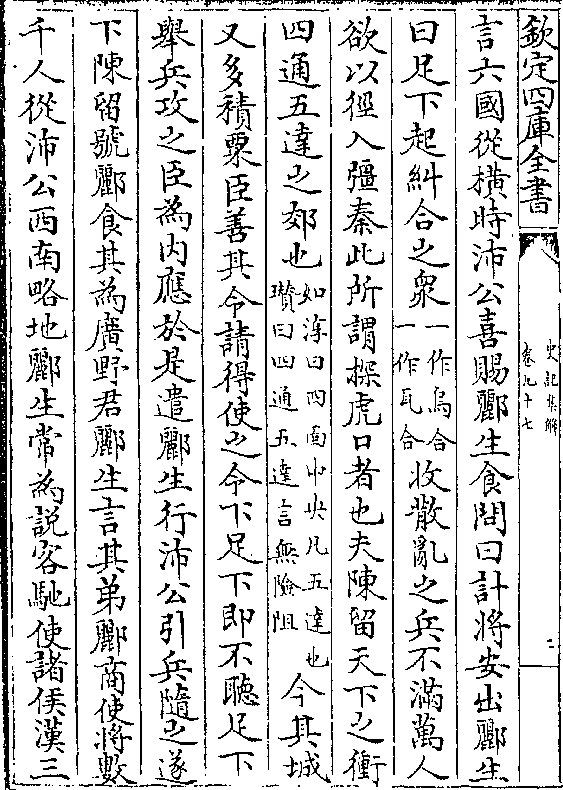 欽定四庫全書
史記集解
卷九十七
二
言六國從橫時沛公喜賜酈生食問曰計將安出酈生
曰足下起糾合之衆一作烏合一作瓦合收散亂之兵不滿萬人
欲以徑入彊秦此所謂探虎口者也夫陳留天下之衝
四通五達之郊也如淳曰四面中央凡五達也瓉曰四通五達言無險阻今其城
又多積粟臣善其令請得使之令下足下即不聽足下
舉兵攻之臣為内應於是遣酈生行沛公引兵隨之遂
下陳留號酈食其為廣野君酈生言其弟酈商使將數
千人從沛公西南略地酈生常為説客馳使諸侯漢三